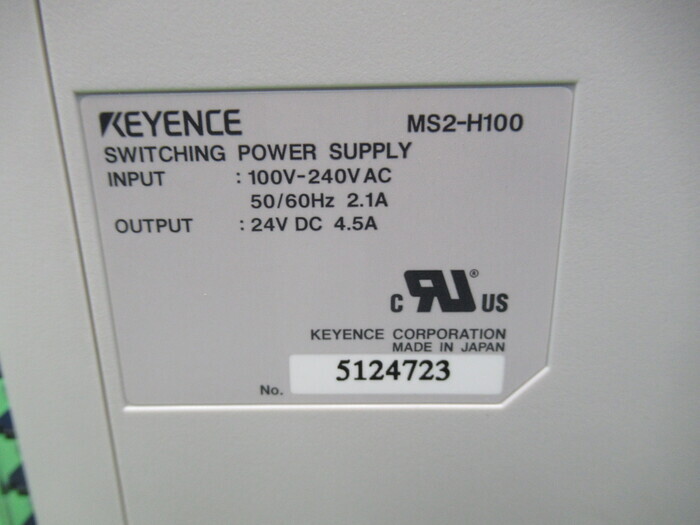 KEYENCE MS2-H100
SWITCHING POWER SUPPLY
INPUT : 100V-240V AC
50/60Hz 2.1A
OUTPUT : 24V DC 4.5A
c RU® US
KEYENCE CORPORATION
MADE IN JAPAN
No. 5124723